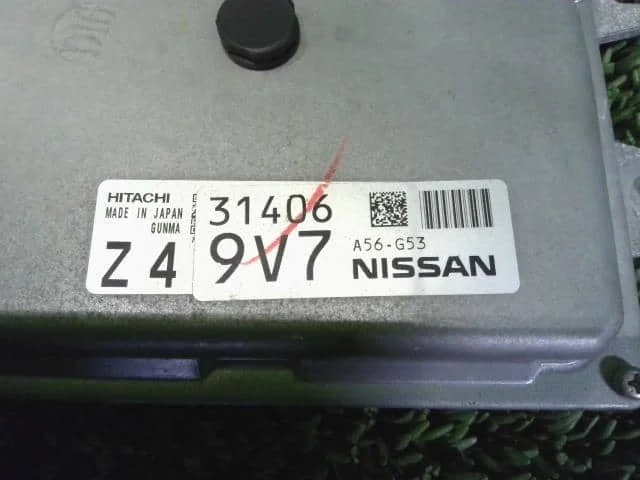 HITACHI
MADE IN JAPAN
GUNMA
Z4
31406
9V7
A56-G53
NISSAN